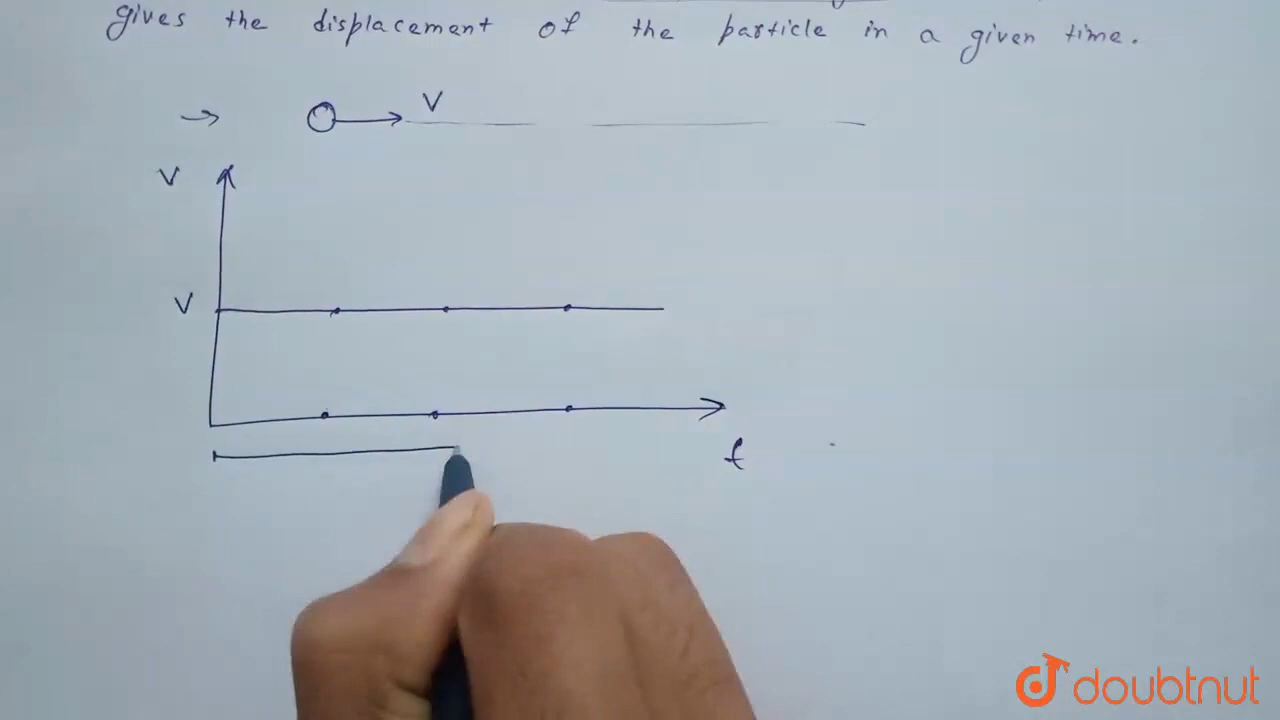 gives the displacement of the particle in a given time.
V
V
V
t
doubtnut